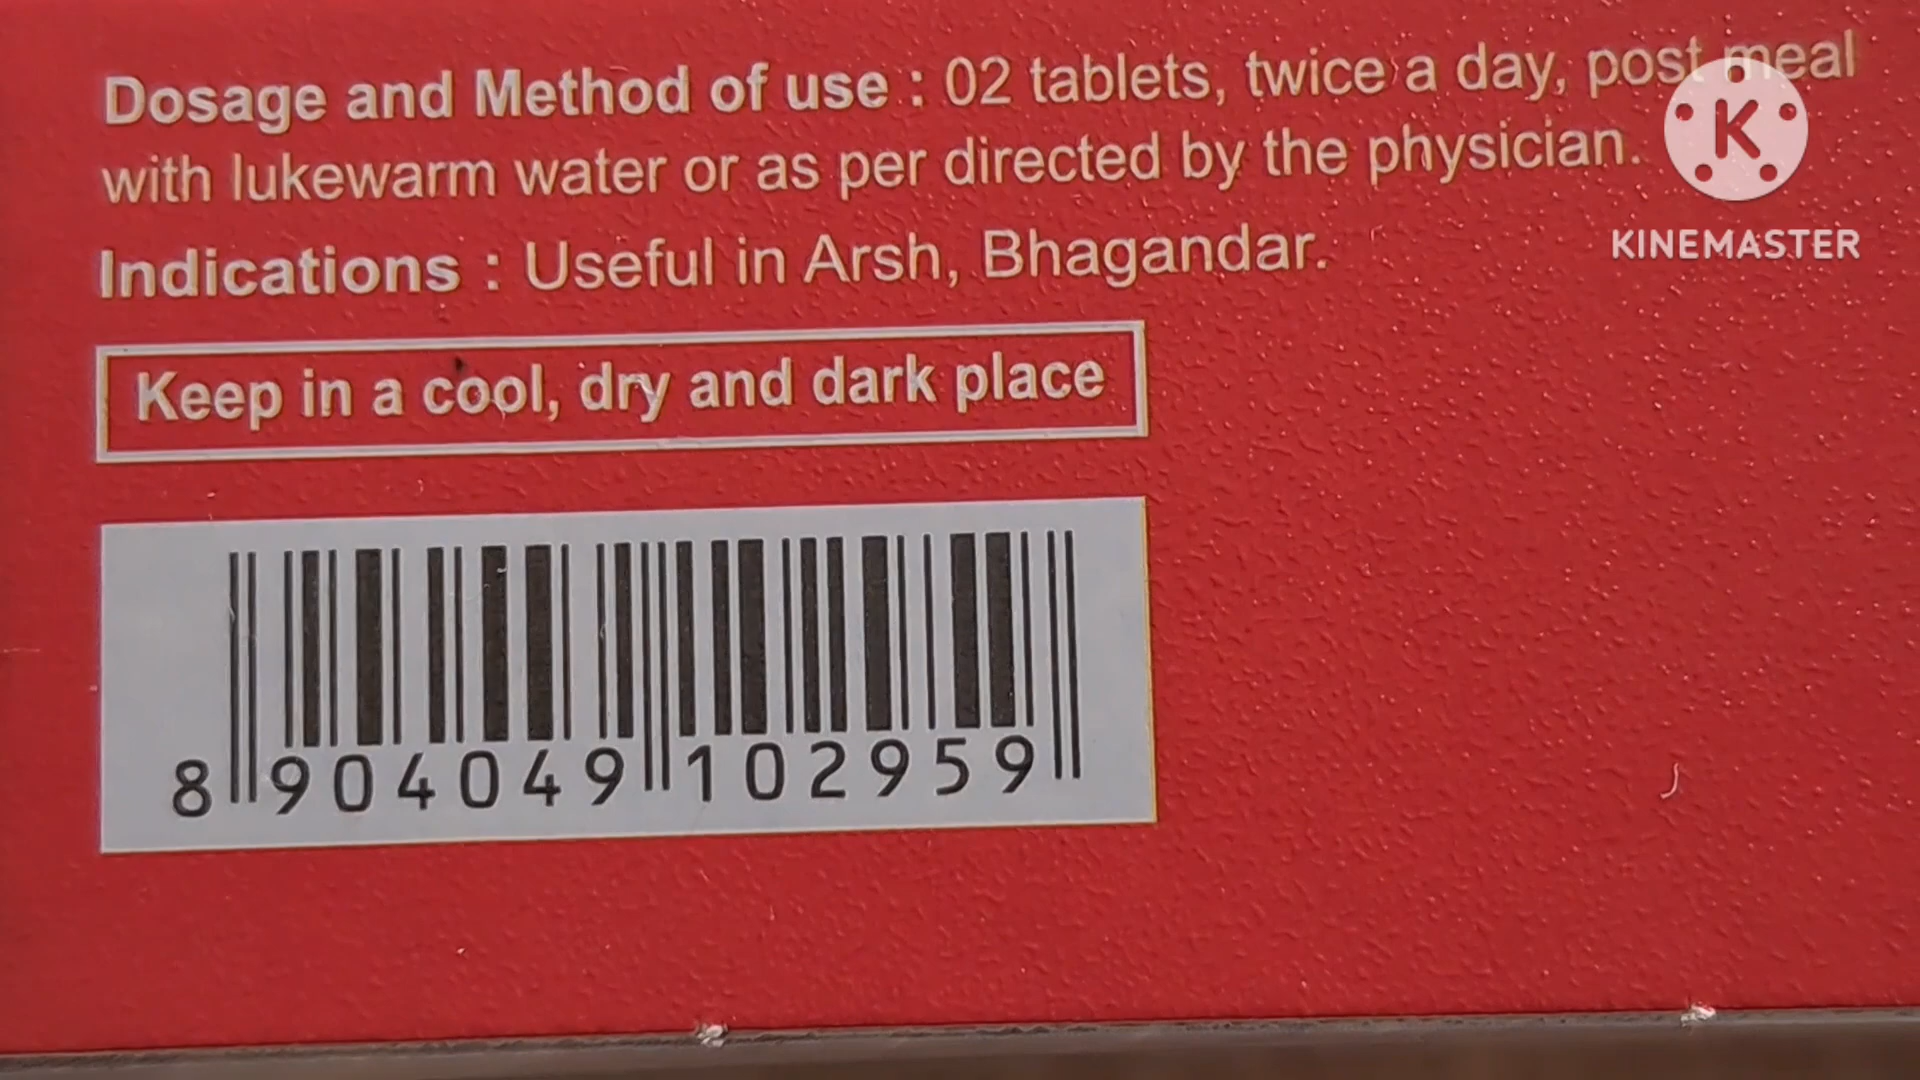 Dosage and Method of use : 02 tablets, twice a day, post meal
with lukewarm water or as per directed by the physician.
Indications : Useful in Arsh, Bhagandar.
Keep in a cool, dry and dark place
8 904049 102959
K
KINEMASTER